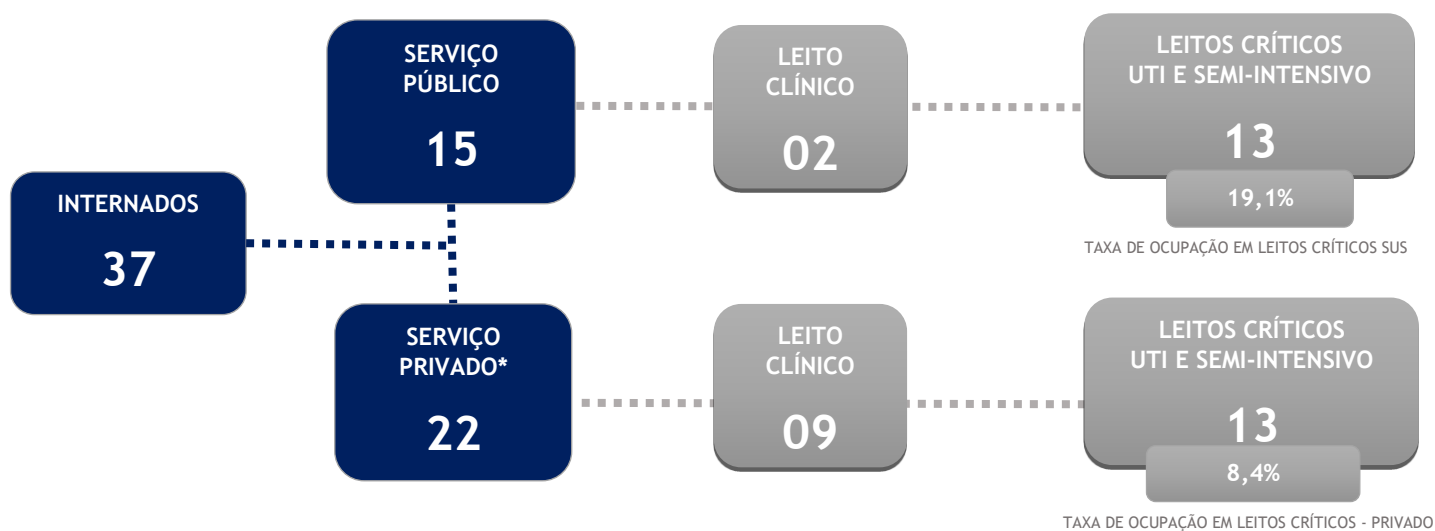 INTERNADOS
37
SERVIÇO
PÚBLICO
15
LEITO
CLÍNICO
02
LEITOS CRÍTICOS
UTI E SEMI-INTENSIVO
13
19,1%
TAXA DE OCUPAÇÃO EM LEITOS CRÍTICOS SUS
SERVIÇO
PRIVADO*
22
LEITO
CLÍNICO
09
LEITOS CRÍTICOS
UTI E SEMI-INTENSIVO
13
8,4%
TAXA DE OCUPAÇÃO EM LEITOS CRÍTICOS - PRIVADO